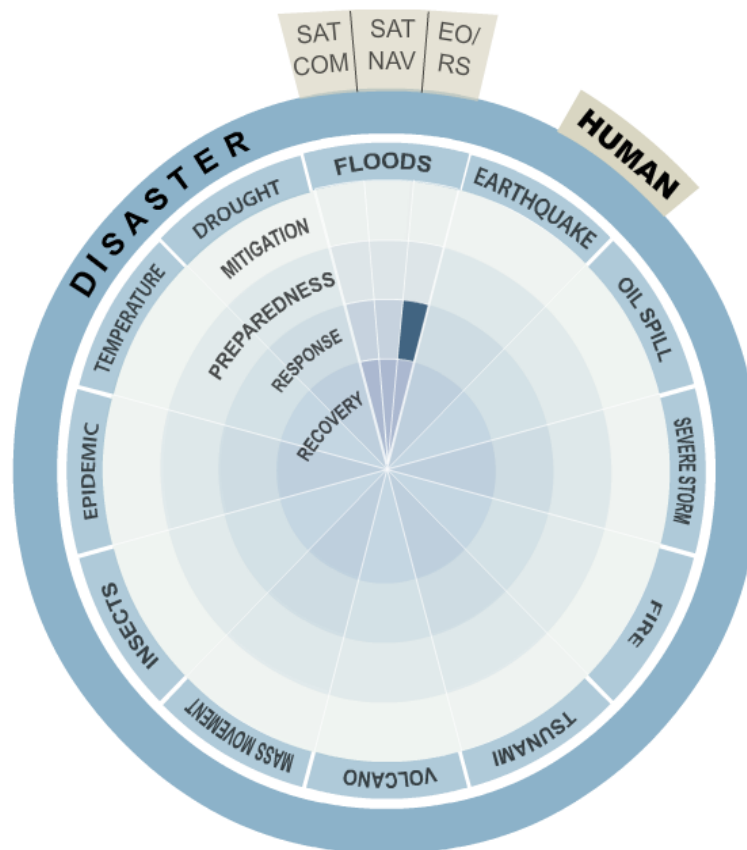 SAT
COM
SAT
NAV
EO/
RS
HUMAN
DISASTER
FLOODS
EARTHQUAKE
OIL SPILL
SEVERE STORM
FIRE
TSUNAMI
VOLCANO
MASS MOVEMENT
INSECTS
EPIDEMIC
TEMPERATURE
DROUGHT
MITIGATION
PREPAREDNESS
RESPONSE
RECOVERY